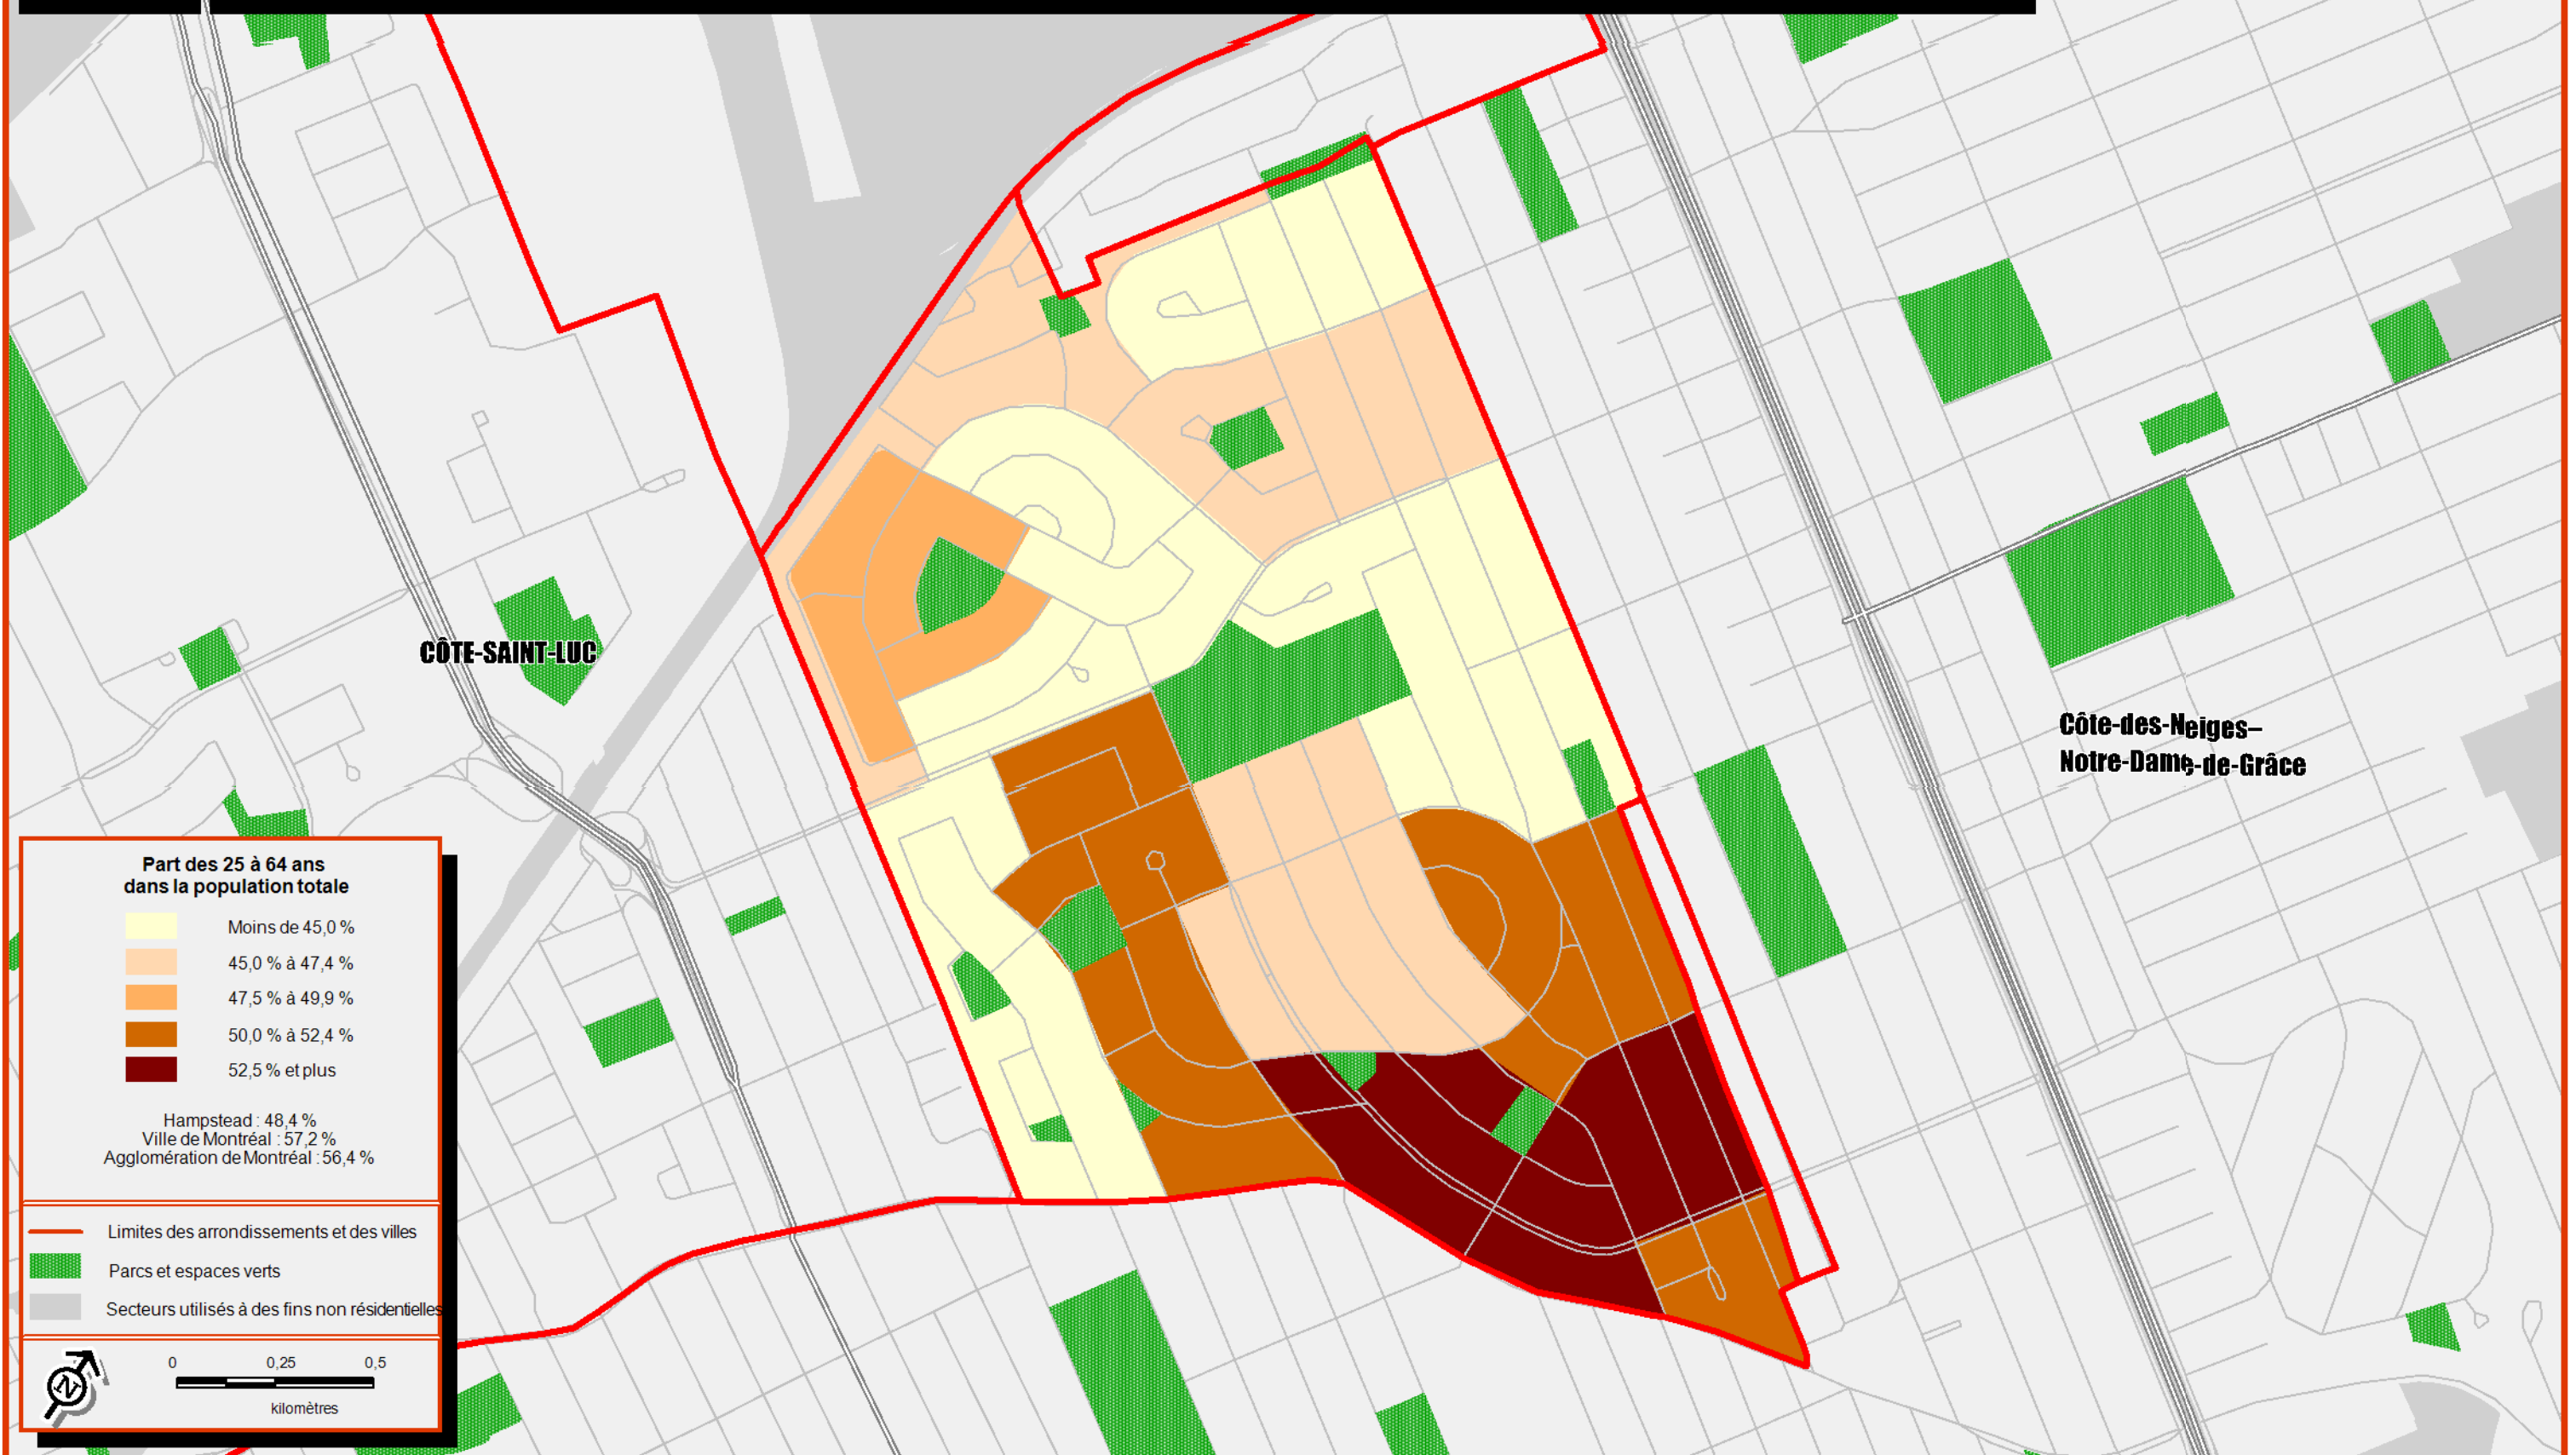 CÔTE-SAINT-LUC
Côte-des-Neiges–
Notre-Dame-de-Grâce
Part des 25 à 64 ans
dans la population totale
Moins de 45,0 %
45,0 % à 47,4 %
47,5 % à 49,9 %
50,0 % à 52,4 %
52,5 % et plus
Hampstead : 48,4 %
Ville de Montréal : 57,2 %
Agglomération de Montréal : 56,4 %
Limites des arrondissements et des villes
Parcs et espaces verts
Secteurs utilisés à des fins non résidentielles
N
0 0,25 0,5
kilomètres